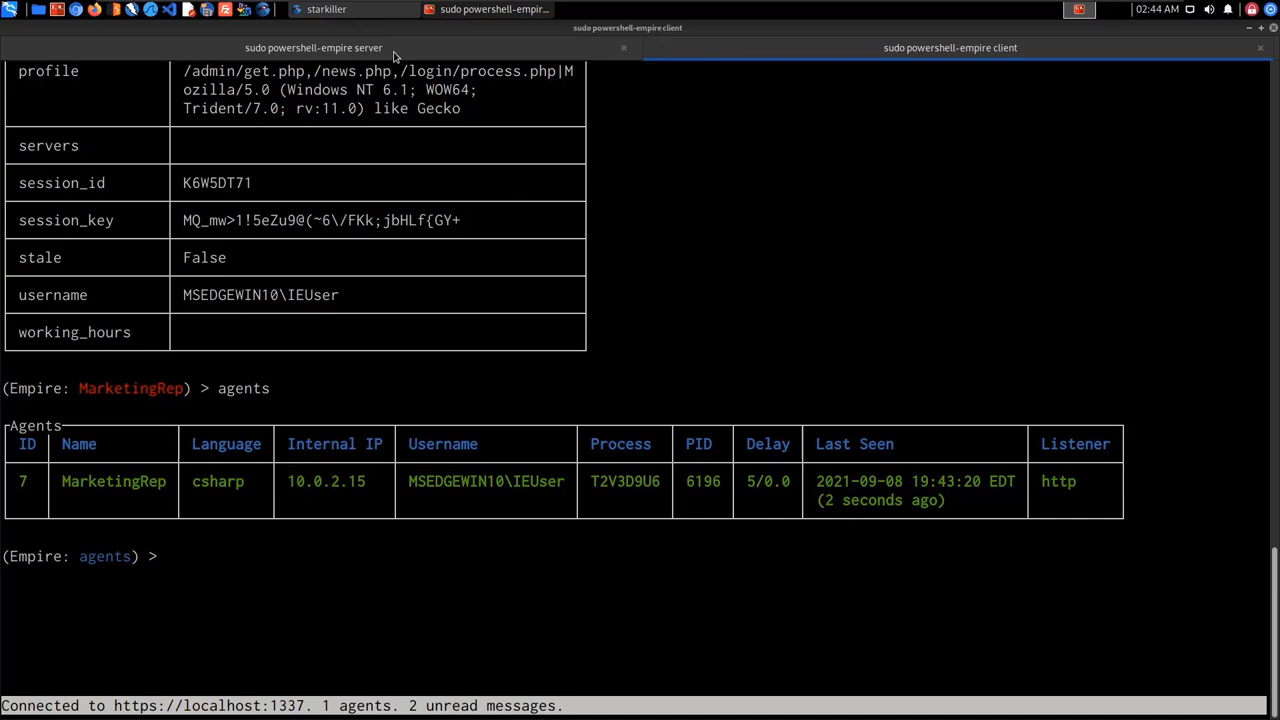 starkiller
sudo powershell-empir...
02:44 AM
sudo powershell-empire client
sudo powershell-empire server
sudo powershell-empire client
profile
/admin/get.php,/news.php,/login/process.php|M
ozilla/5.0 (Windows NT 6.1; WOW64;
Trident/7.0; rv:11.0) like Gecko
servers
session_id
K6W5DT71
session_key
MQ_mw>1!5eZu9@(~6\/FKk;jbHLf{GY+
stale
False
username
MSEDGEWIN10\IEUser
working_hours
(Empire: MarketingRep) > agents
Agents
ID Name Language Internal IP Username Process PID Delay Last Seen Listener
7 MarketingRep csharp 10.0.2.15 MSEDGEWIN10\IEUser T2V3D9U6 6196 5/0.0 2021-09-08 19:43:20 EDT http
(2 seconds ago)
(Empire: agents) >
Connected to https://localhost:1337. 1 agents. 2 unread messages.